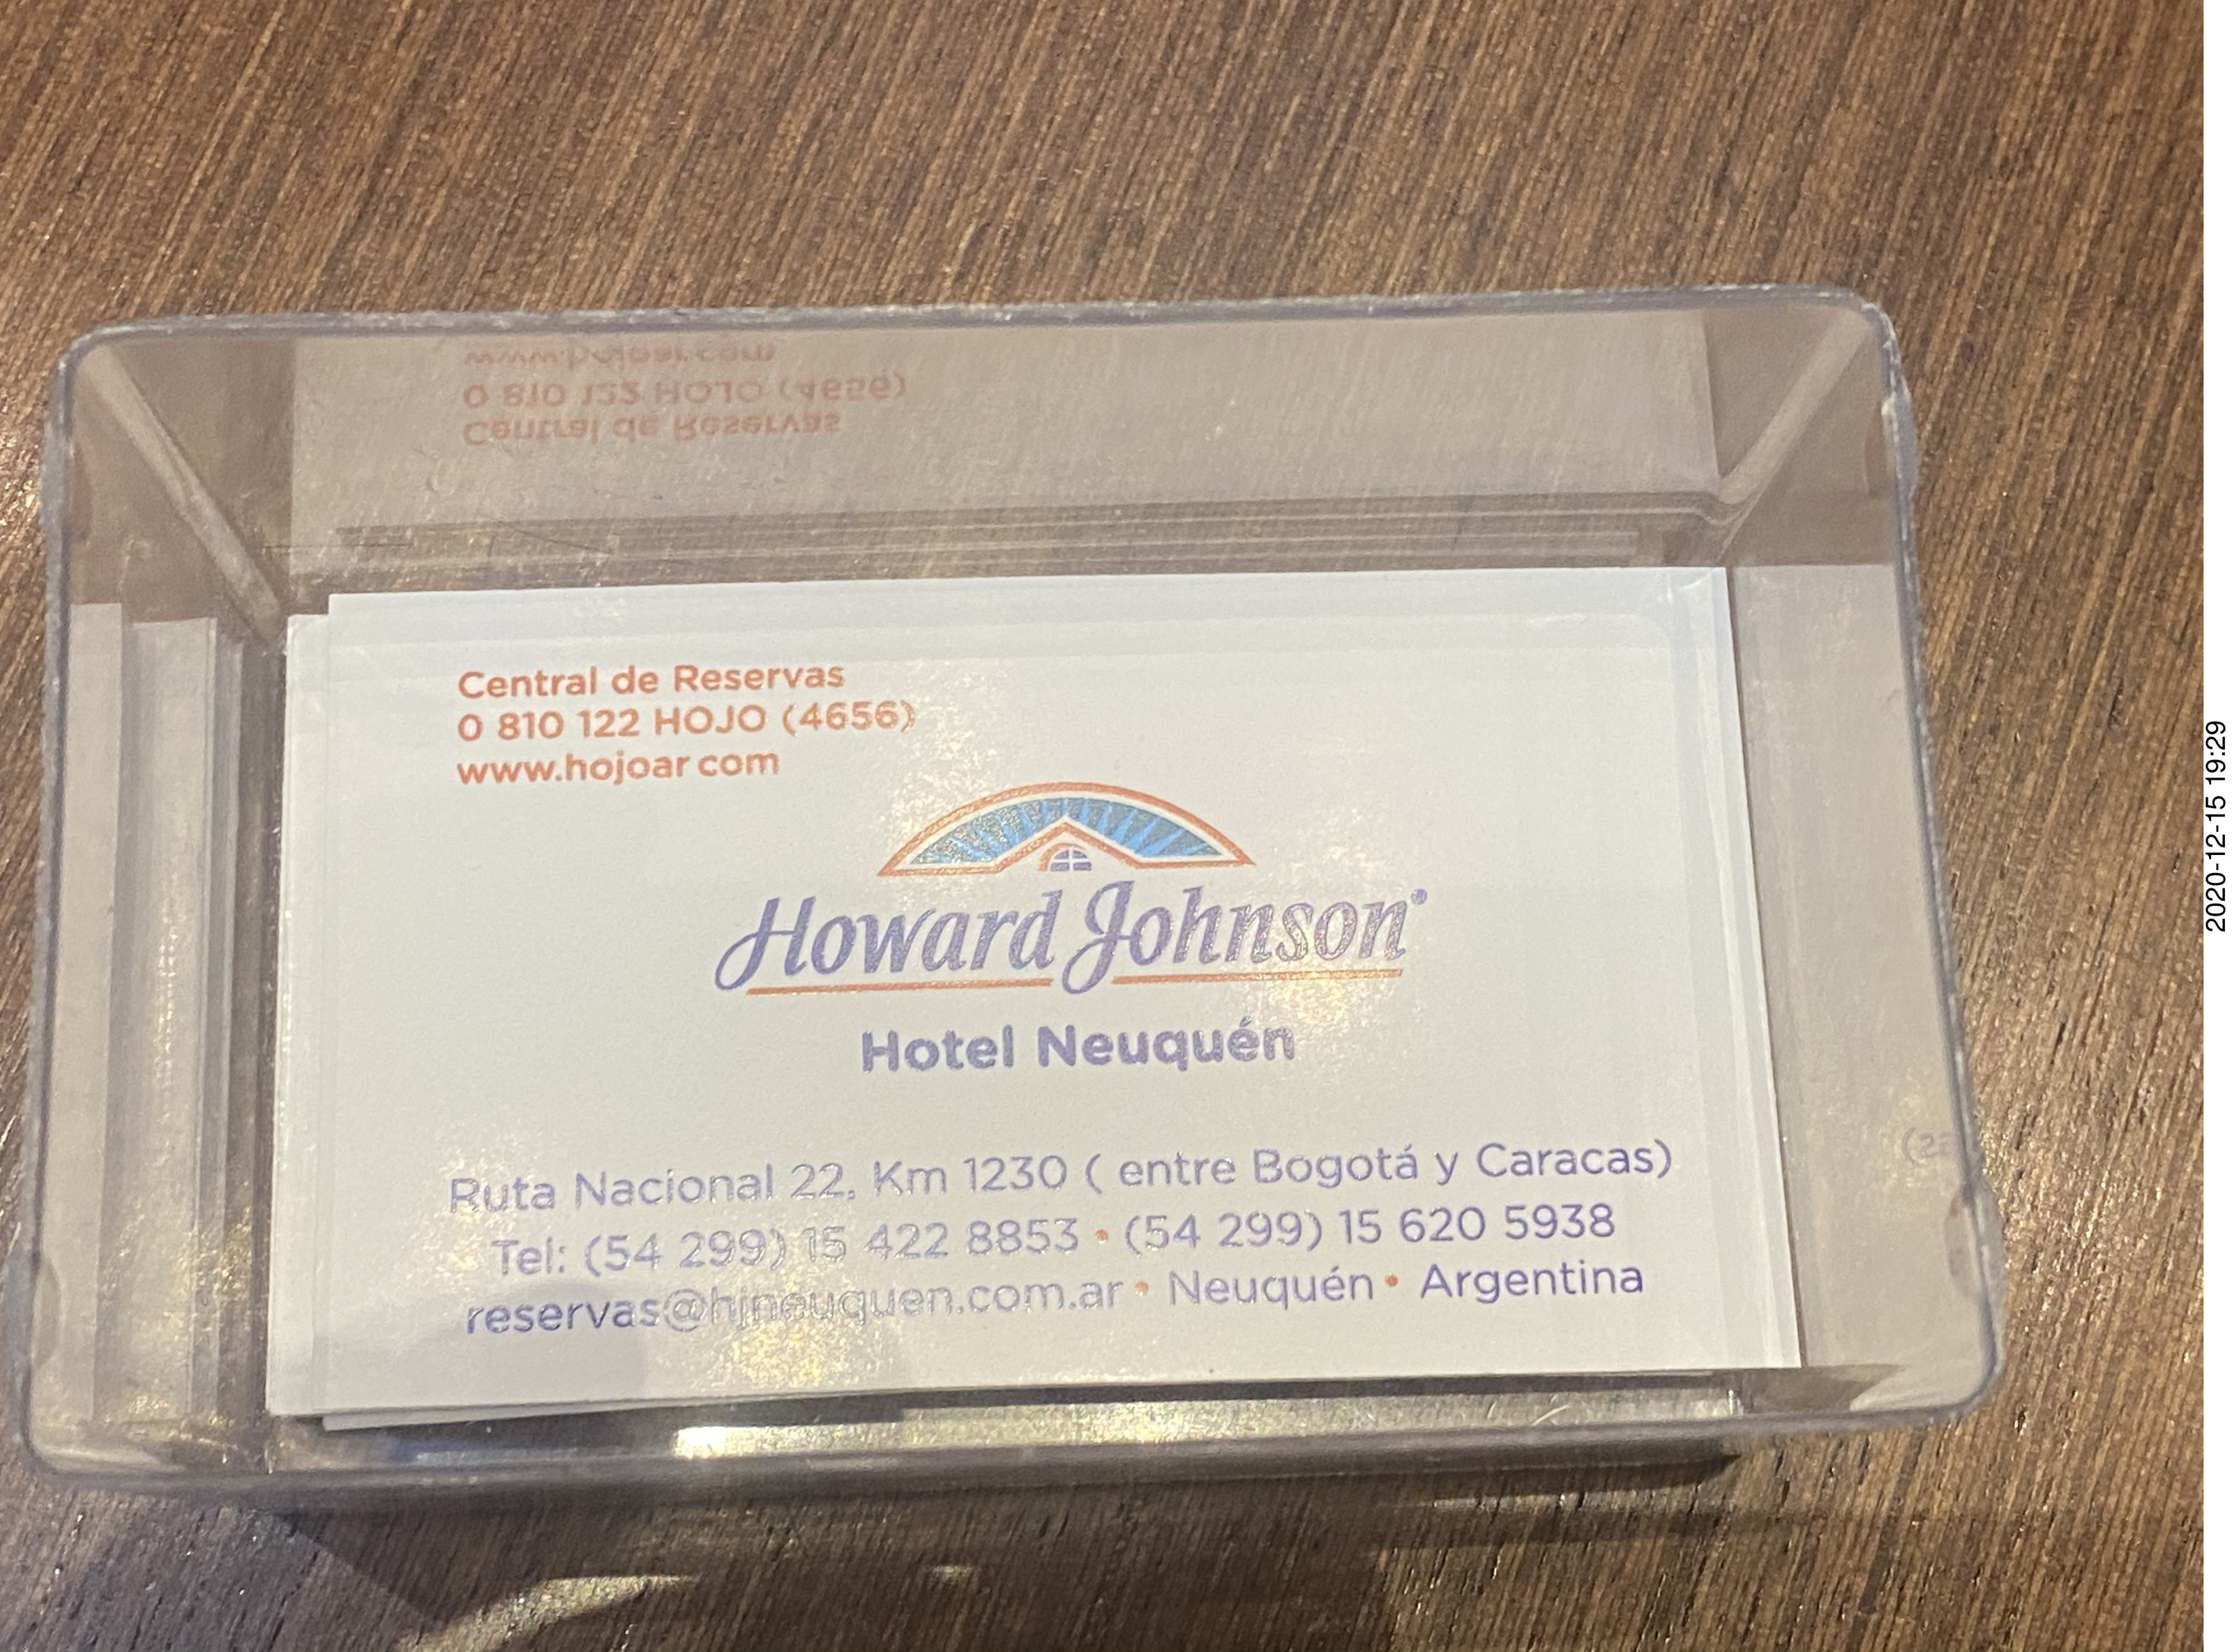 Central de Reservas
0 810 122 HOJO (4656)
www.hojoar.com
Howard Johnson
Hotel Neuquén
Ruta Nacional 22, Km 1230 ( entre Bogotá y Caracas)
Tel: (54 299) 15 422 8853 • (54 299) 15 620 5938
reservas@hjneuquen.com.ar • Neuquén • Argentina
2020-12-15 19:29